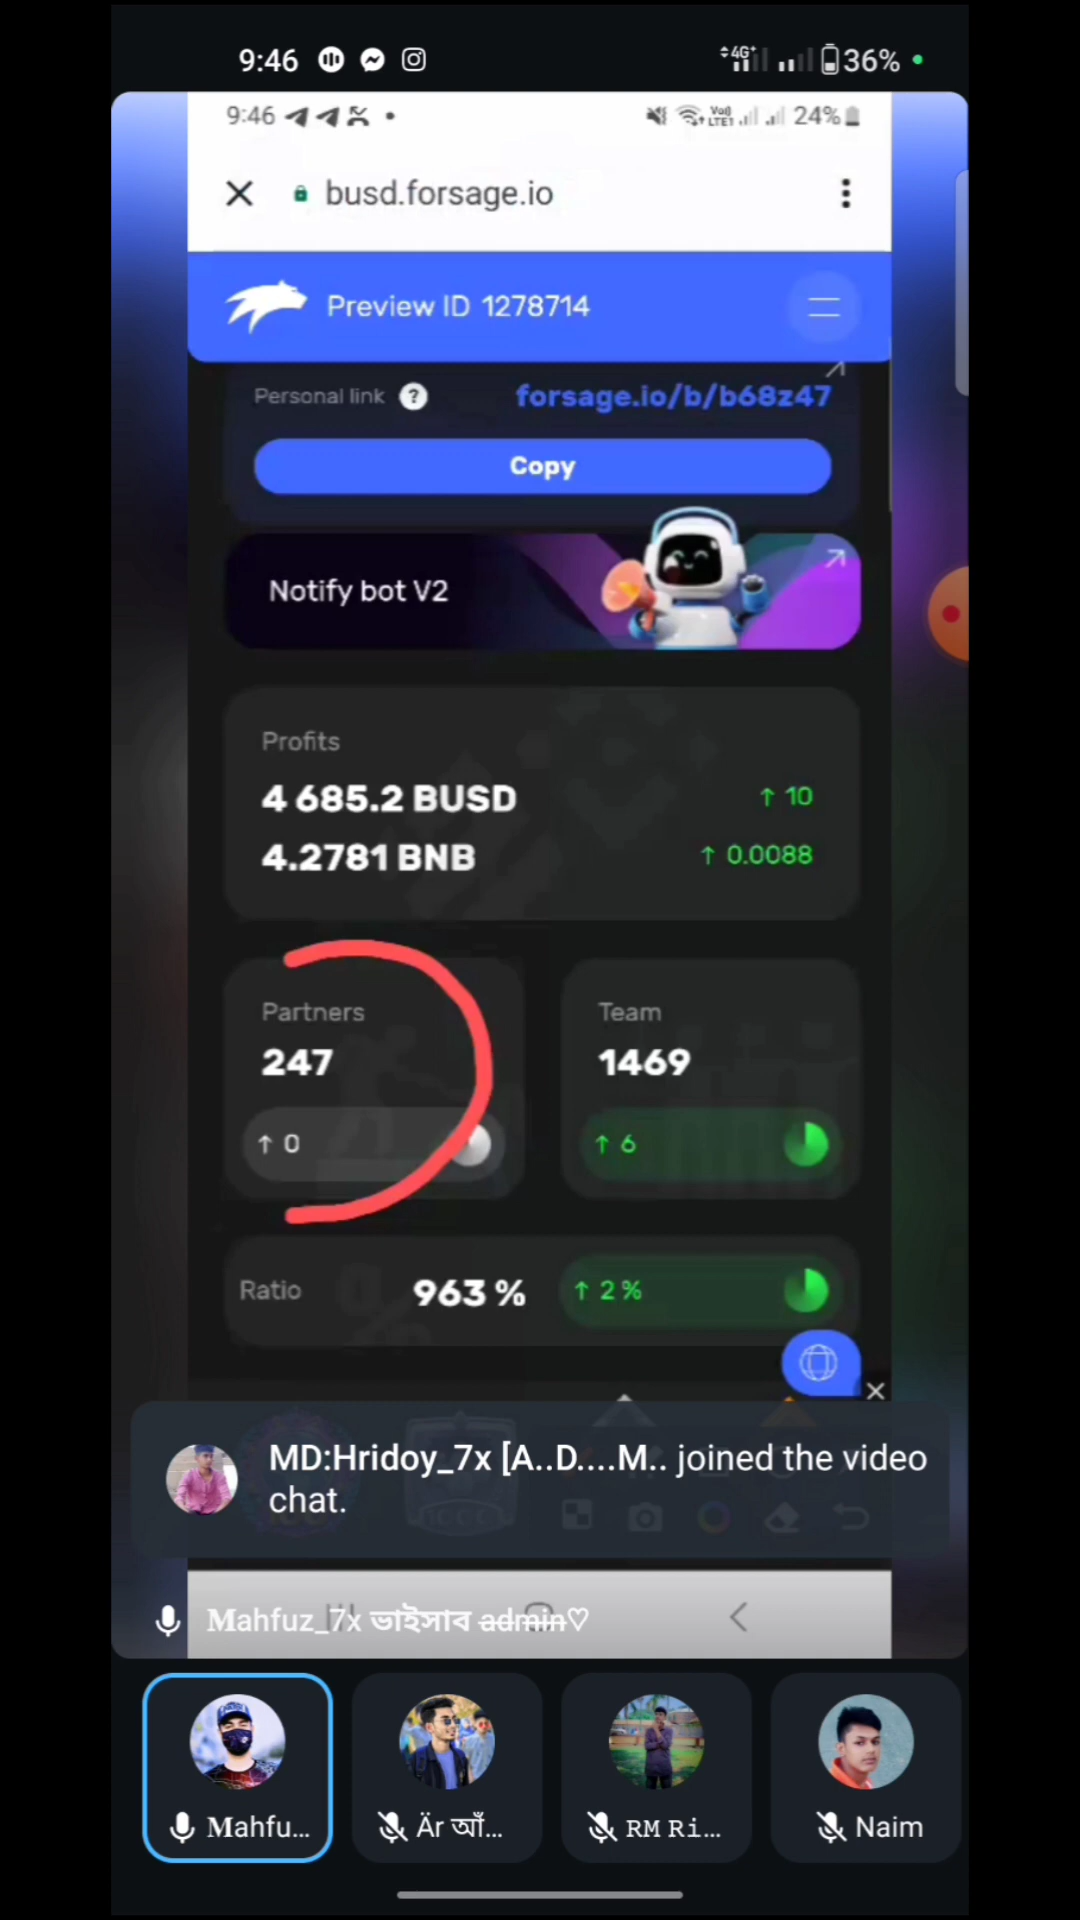 9:46
4G+
36%
9:46
Vo)) LTE1
24%
busd.forsage.io
Preview ID 1278714
Personal link ?
forsage.io/b/b68z47
Copy
Notify bot V2
Profits
4 685.2 BUSD
↑ 10
4.2781 BNB
↑ 0.0088
Partners
247
↑ 0
Team
1469
↑ 6
Ratio
963 %
↑ 2 %
MD:Hridoy_7x [A..D....M.. joined the video
chat.
Mahfuz_7x ভাইসাব admin♡
Mahfu...
Är আঁ...
RM Ri...
Naim